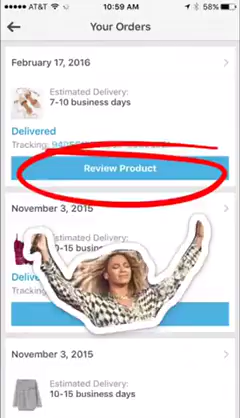 AT&T
10:59 AM
58%
Your Orders
February 17, 2016
Estimated Delivery:
7-10 business days
Delivered
Tracking:
Review Product
November 3, 2015
Estimated Delivery:
10-15 business days
November 3, 2015
Estimated Delivery:
10-15 business days